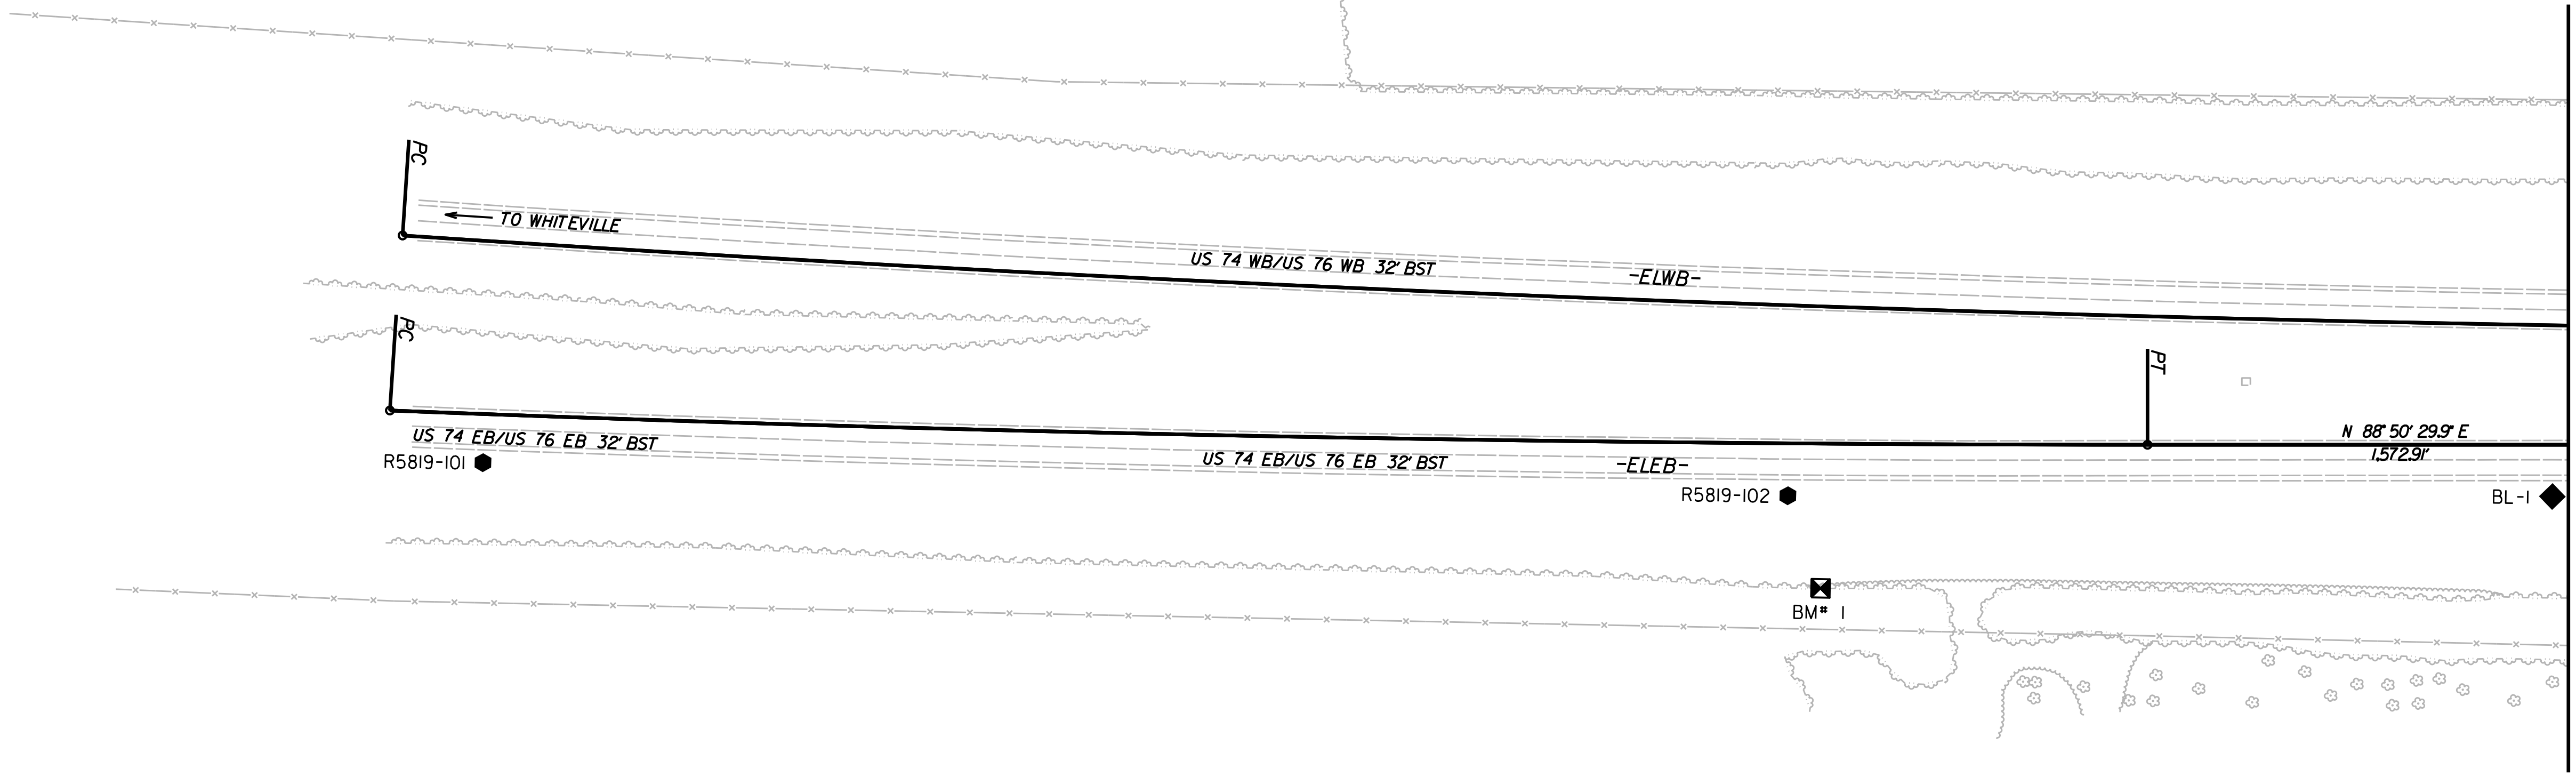 PC
TO WHITEVILLE
US 74 WB/US 76 WB 32' BST
-ELWB-
PC
PT
US 74 EB/US 76 EB 32' BST
US 74 EB/US 76 EB 32' BST
-ELEB-
N 88° 50' 29.9" E
1,572.91'
R5819-101
R5819-102
BL-1
BM# 1